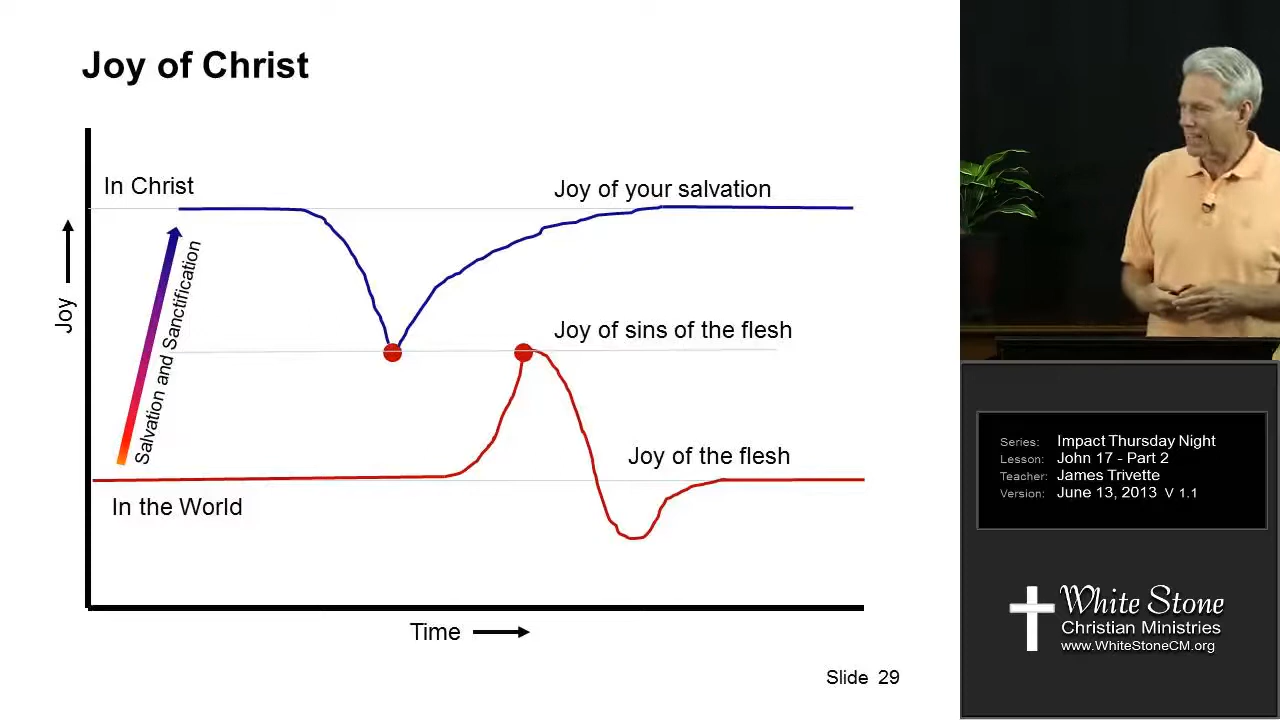 Joy of Christ
In Christ
Joy of your salvation
Salvation and Sanctification
Joy
Joy of sins of the flesh
Joy of the flesh
In the World
Time
Slide 29
Series: Impact Thursday Night
Lesson: John 17 - Part 2
Teacher: James Trivette
Version: June 13, 2013 V 1.1
White Stone
Christian Ministries
www.WhiteStoneCM.org